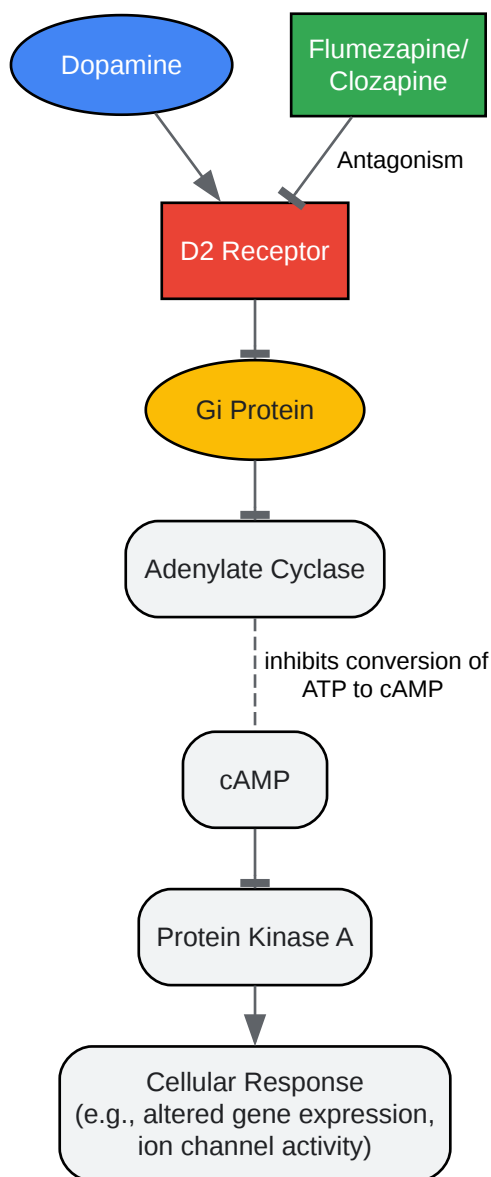 Dopamine
Flumezapine/
Clozapine
Antagonism
D2 Receptor
Gi Protein
Adenylate Cyclase
inhibits conversion of
ATP to cAMP
cAMP
Protein Kinase A
Cellular Response
(e.g., altered gene expression,
ion channel activity)